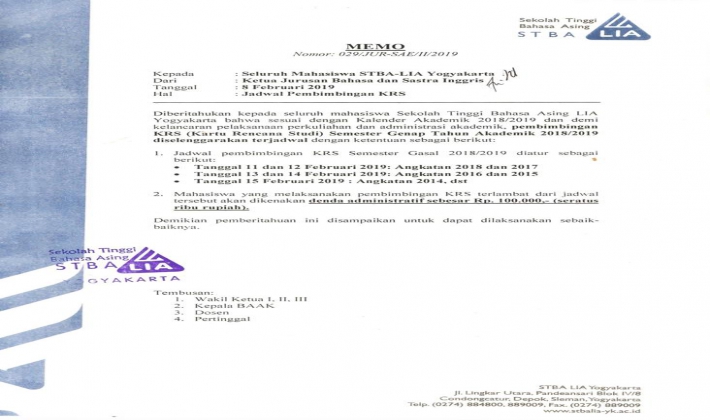 Sekolah Tinggi
Bahasa Asing
STBA LIA
MEMO
Nomor: 029/JUR-SAE/II/2019
Kepada : Seluruh Mahasiswa STBA-LIA Yogyakarta
Dari : Ketua Jurusan Bahasa dan Sastra Inggris
Tanggal : 8 Februari 2019
Hal : Jadwal Pembimbingan KRS
Diberitahukan kepada seluruh mahasiswa Sekolah Tinggi Bahasa Asing LIA
Yogyakarta bahwa sesuai dengan Kalender Akademik 2018/2019 dan demi
kelancaran pelaksanaan perkuliahan dan administrasi akademik, pembimbingan
KRS (Kartu Rencana Studi) Semester Genap Tahun Akademik 2018/2019
diselenggarakan terjadwal dengan ketentuan sebagai berikut:
1. Jadwal pembimbingan KRS Semester Gasal 2018/2019 diatur sebagai
berikut:
• Tanggal 11 dan 12 Februari 2019: Angkatan 2018 dan 2017
• Tanggal 13 dan 14 Februari 2019: Angkatan 2016 dan 2015
• Tanggal 15 Februari 2019 : Angkatan 2014, dst
2. Mahasiswa yang melaksanakan pembimbingan KRS terlambat dari jadwal
tersebut akan dikenakan denda administratif sebesar Rp. 100.000,- (seratus
ribu rupiah).
Demikian pemberitahuan ini disampaikan untuk dapat dilaksanakan sebaik-
baiknya.
Sekolah Tinggi
Bahasa Asing
STBA LIA
YOGYAKARTA
Tembusan:
1. Wakil Ketua I, II, III
2. Kepala BAAK
3. Dosen
4. Pertinggal
STBA LIA Yogyakarta
Jl. Lingkar Utara, Pandeansari Blok IV/8
Condongcatur, Depok, Sleman, Yogyakarta
Telp. (0274) 884800, 889009, Fax. (0274) 889009
www.stbalia-yk.ac.id